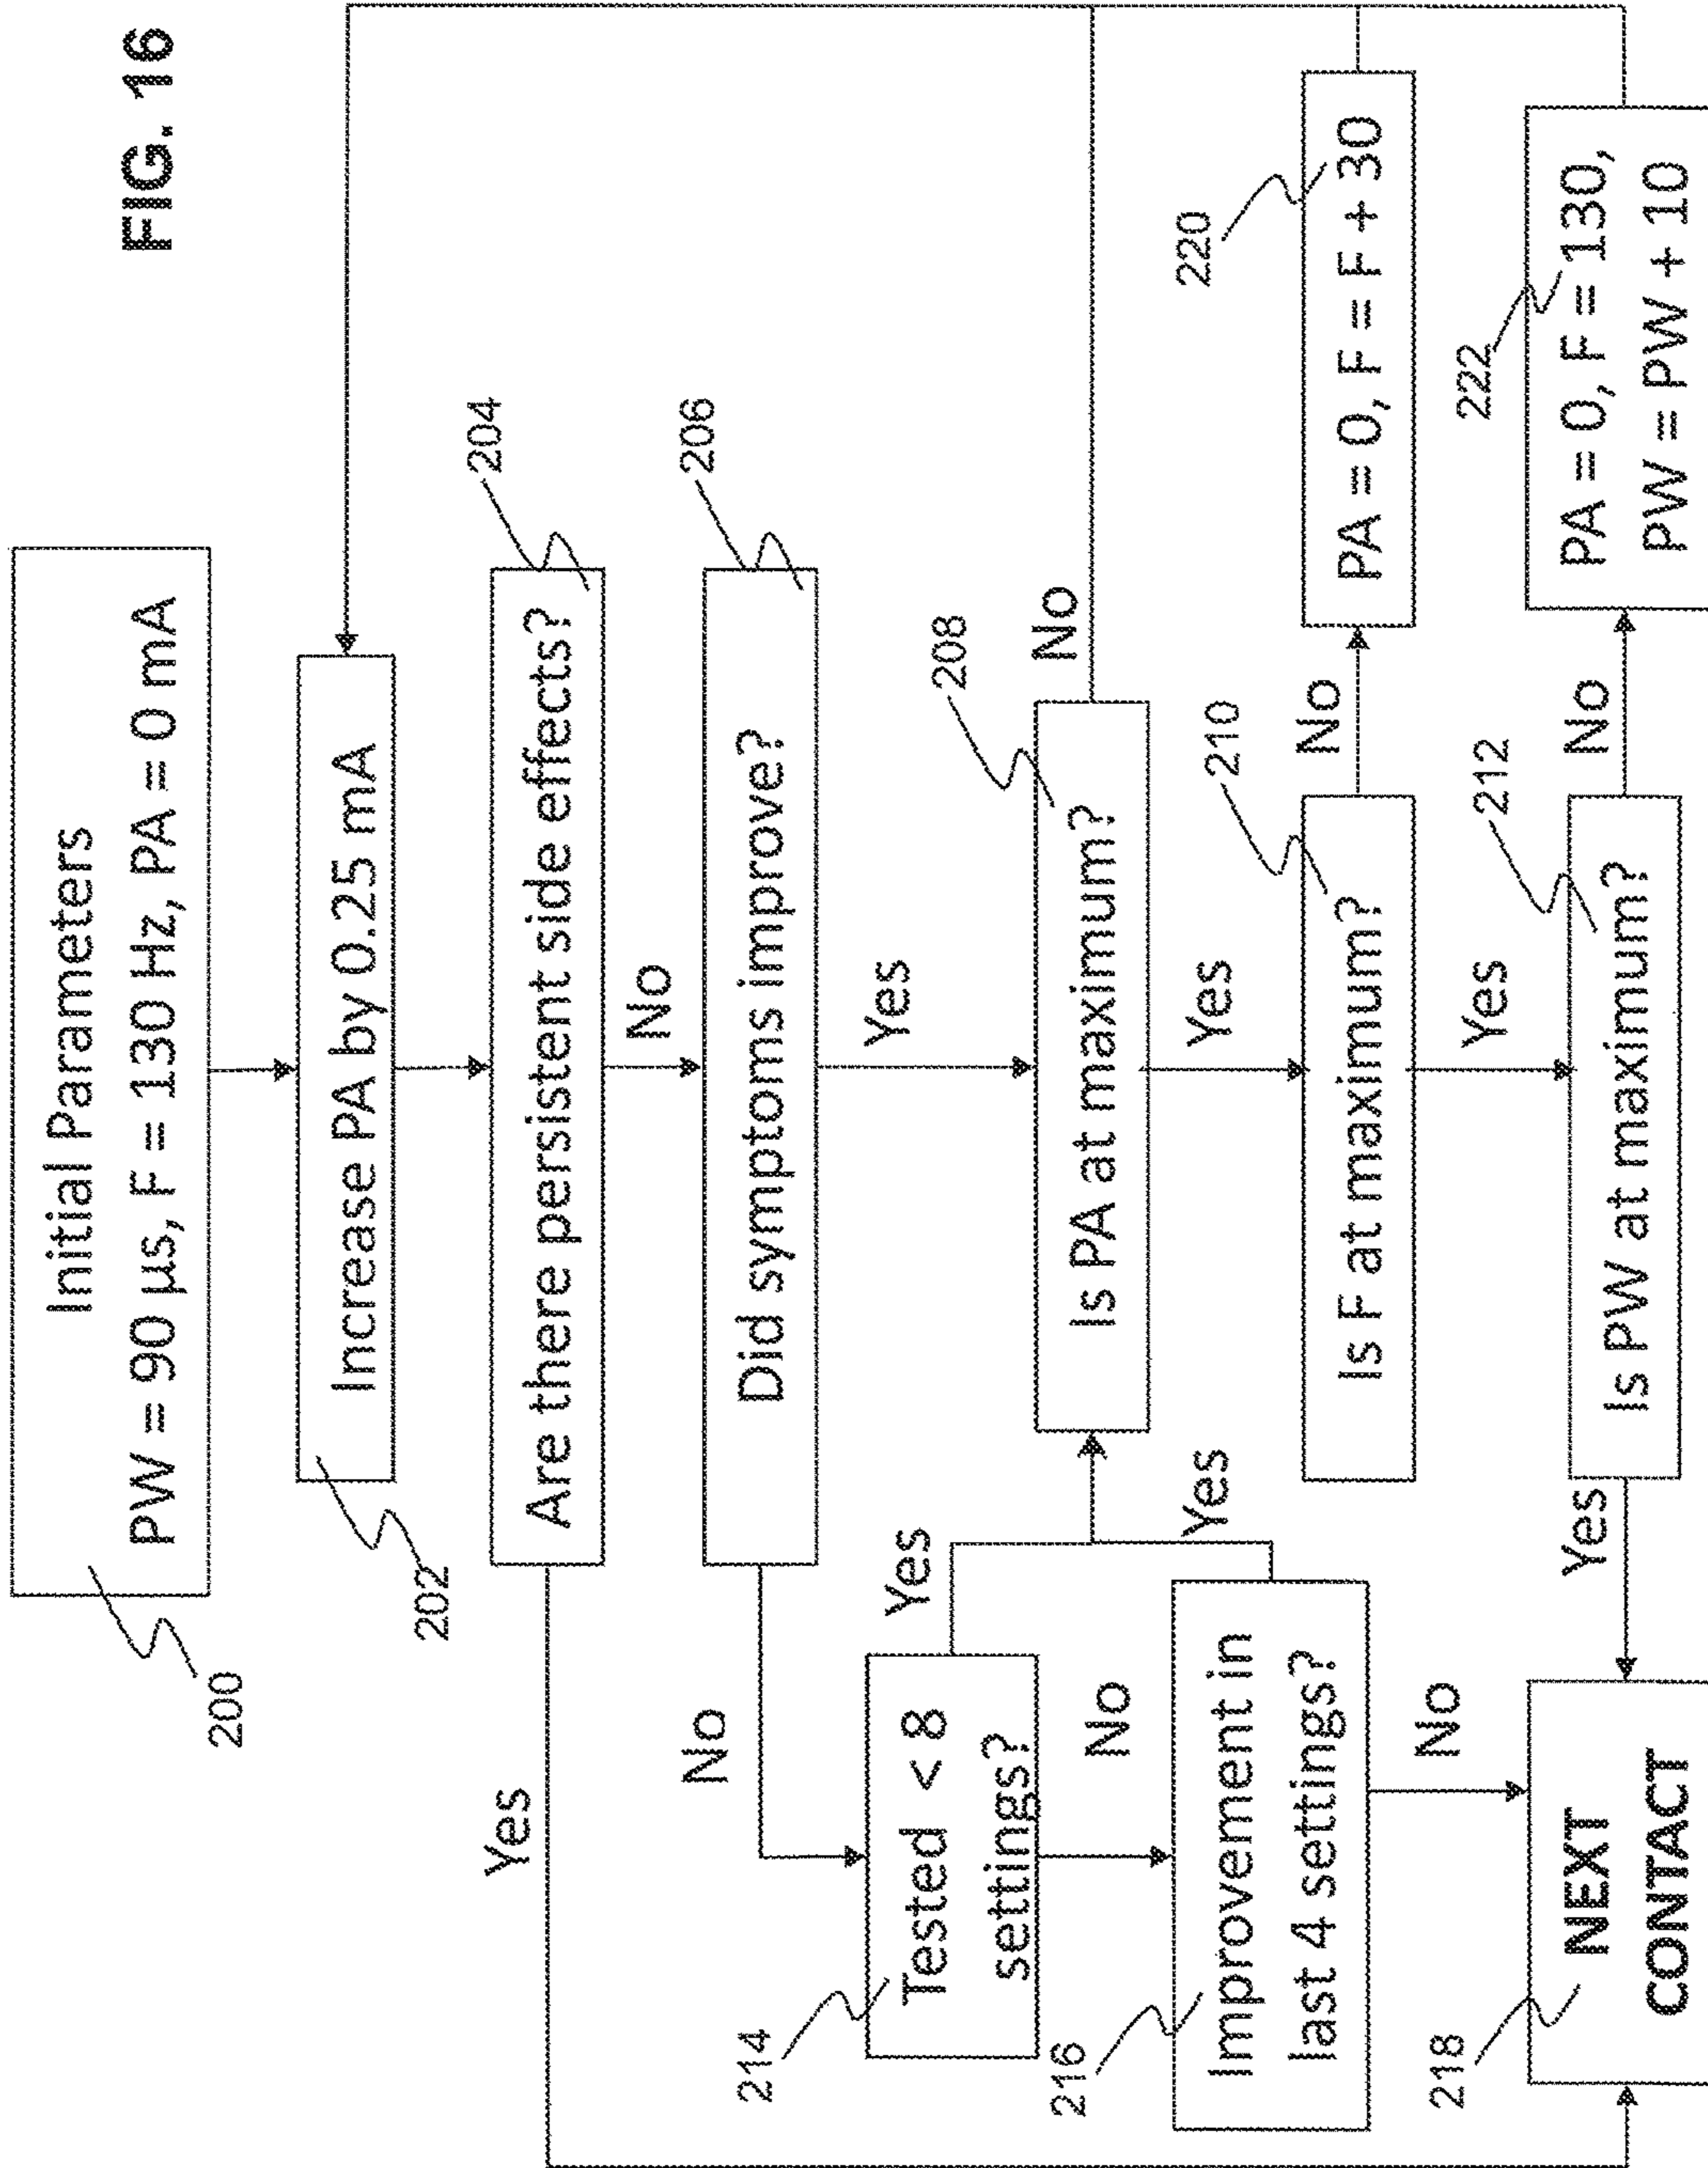 FIG. 16
Initial Parameters
PW = 90 µs, F = 130 Hz, PA = 0 mA
200
Increase PA by 0.25 mA
202
Are there persistent side effects?
204
Yes
No
Did symptoms improve?
206
No
Yes
Tested < 8
settings?
214
Yes
No
Improvement in
last 4 settings?
216
Yes
No
Is PA at maximum?
208
No
Yes
Is F at maximum?
210
No
PA = 0, F = F + 30
220
Yes
Is PW at maximum?
212
No
PA = 0, F = 130,
PW = PW + 10
222
Yes
NEXT
CONTACT
218